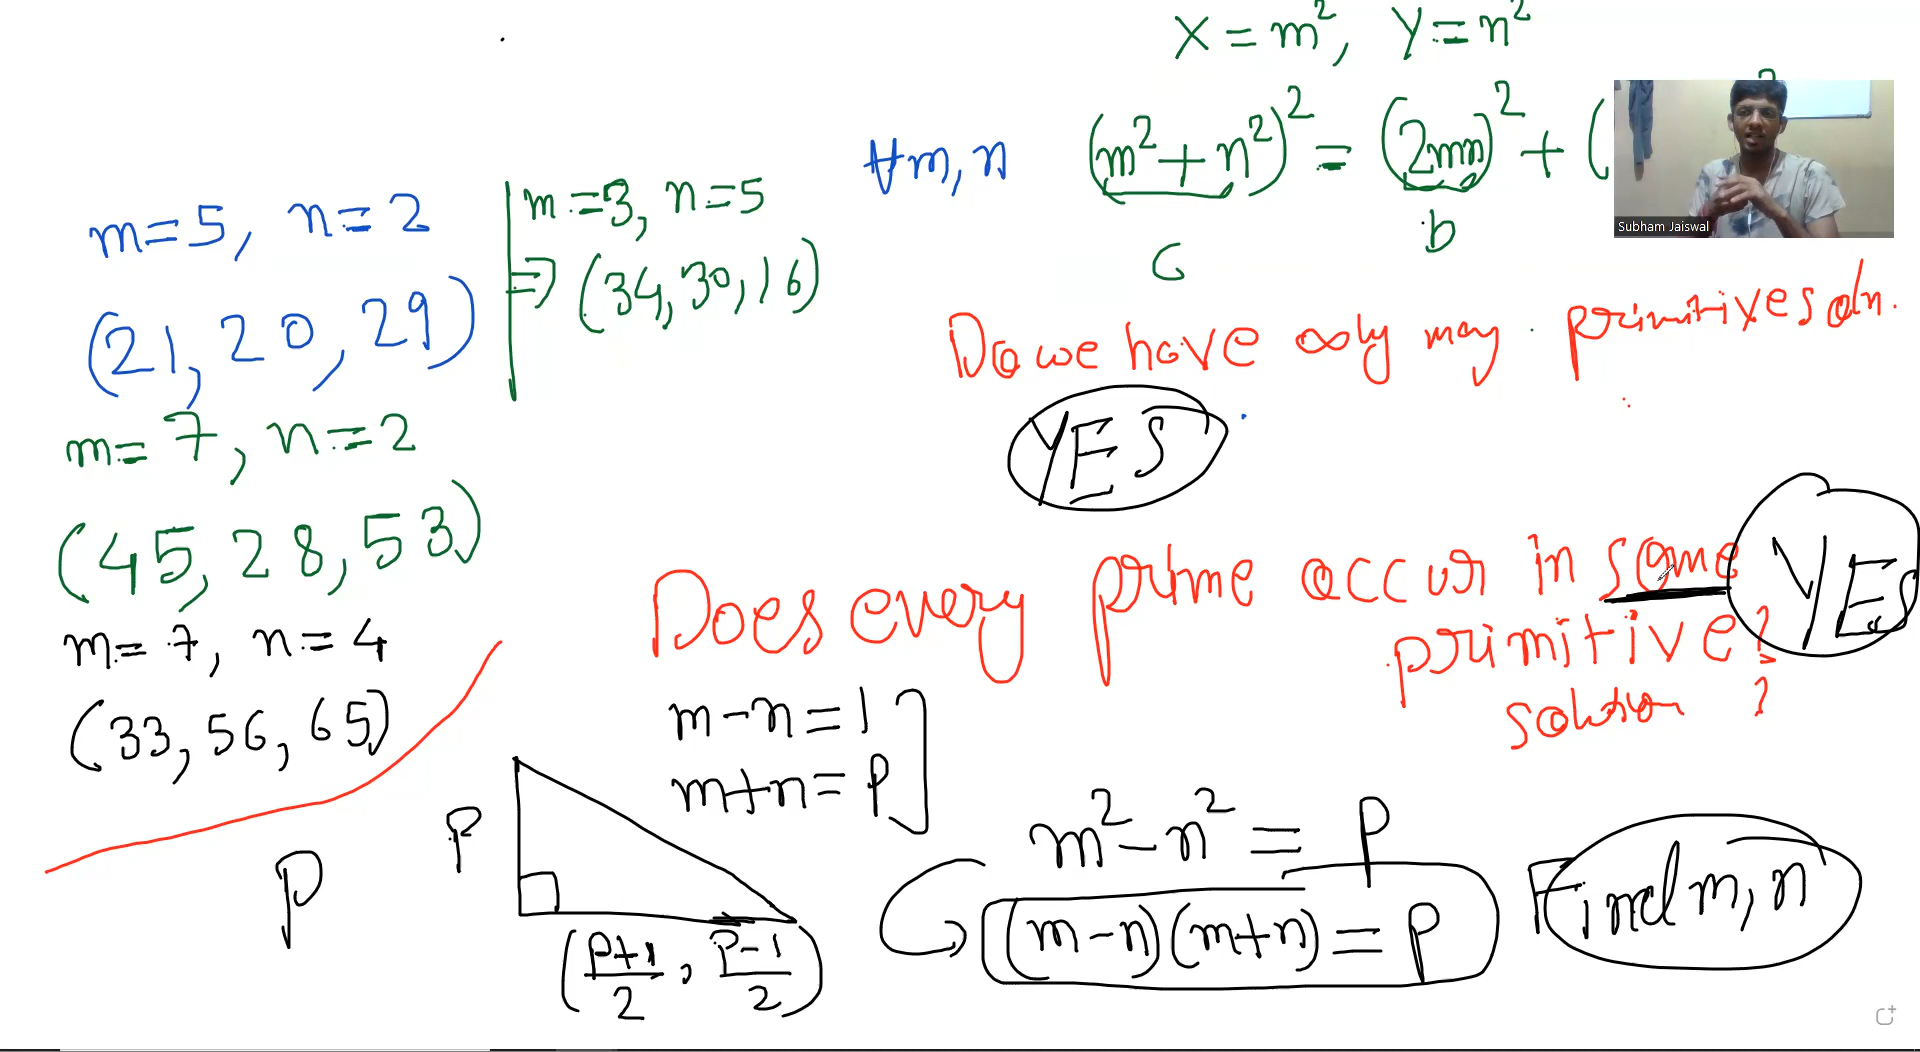 X = m², Y = n²
∀m, n (m² + n²)² = (2mn)² + (
c b
Subham Jaiswal
m = 5, n = 2
(21, 20, 29)
m = 3, n = 5
⇒ (34, 30, 16)
m = 7, n = 2
(45, 28, 53)
m = 7, n = 4
(33, 56, 65)
Do we have ∞ly many primitive soln.
YES
Does every prime occur in some
primitive?
solution ?
YES
m - n = 1
m + n = P
P
P
(P+1/2, P-1/2)
m² - n² = P
(m - n)(m + n) = P
Find m, n